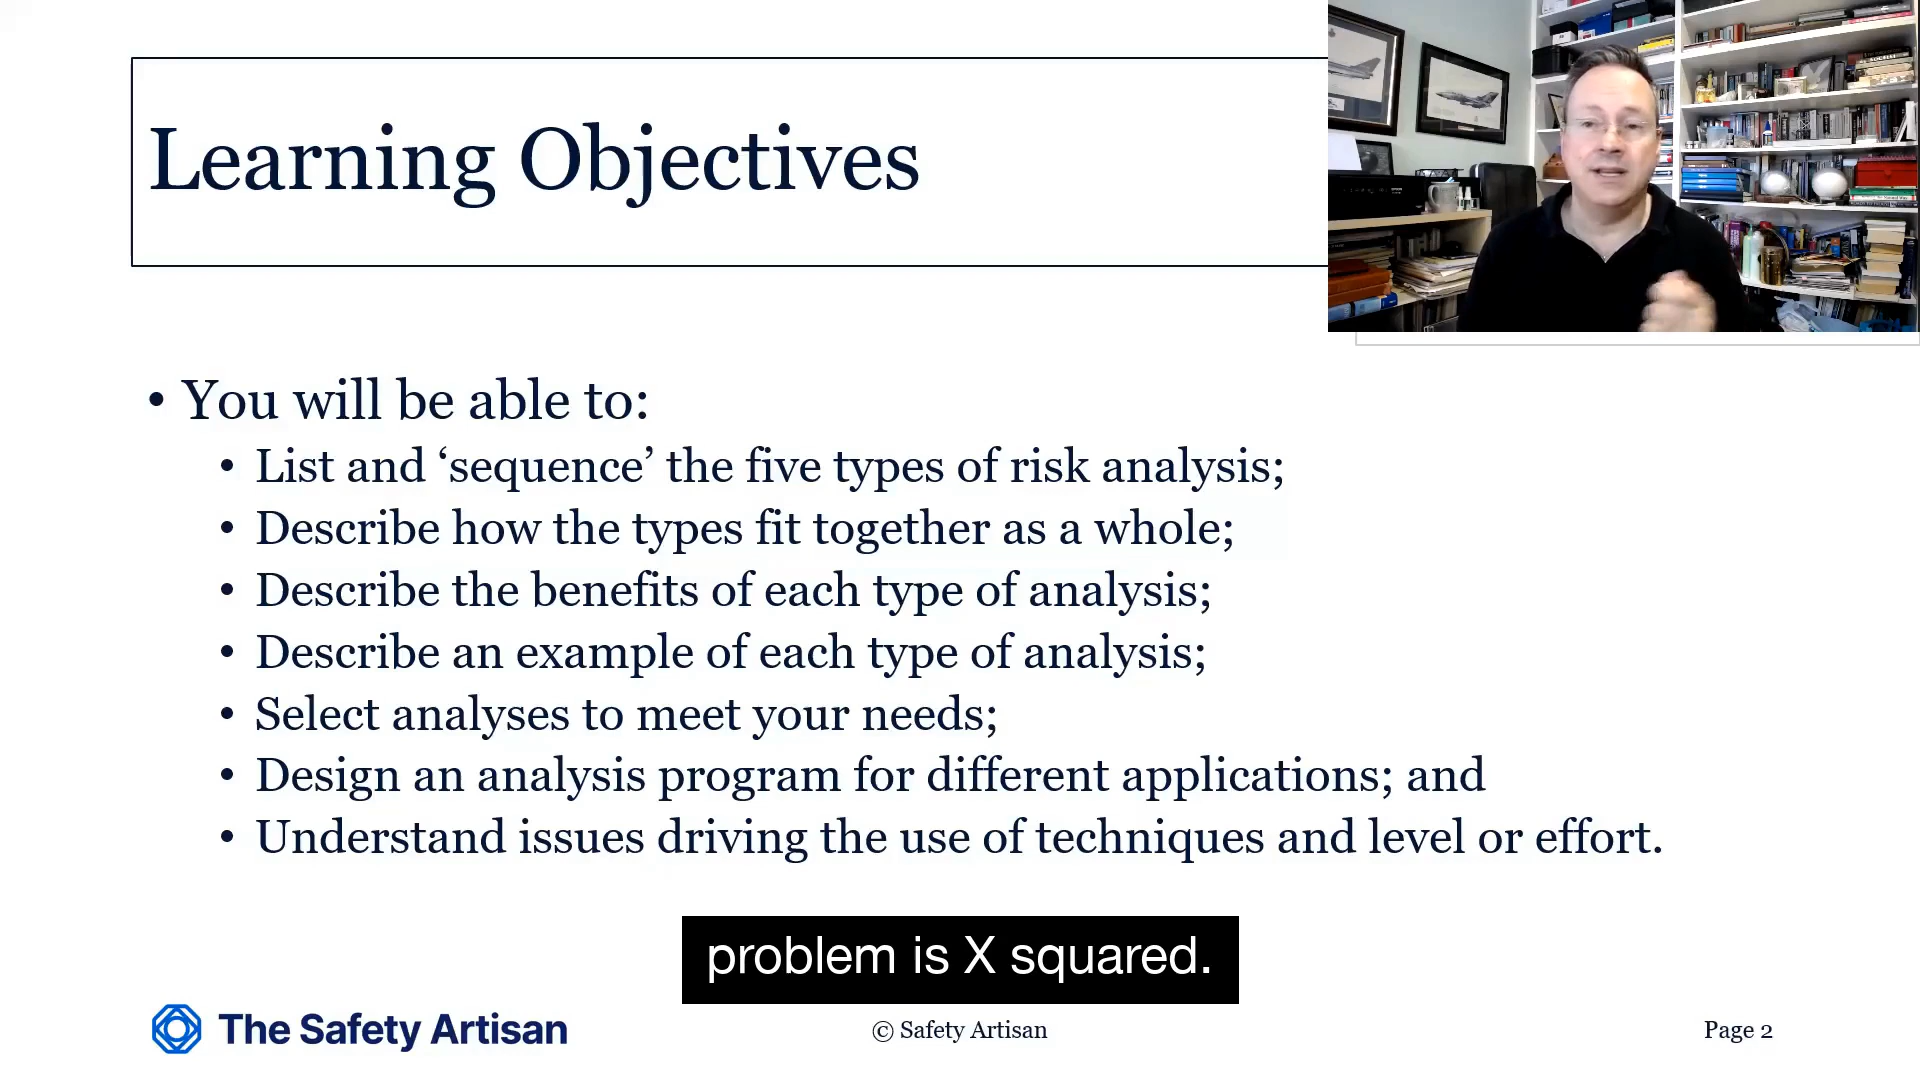 Learning Objectives
• You will be able to:
• List and ‘sequence’ the five types of risk analysis;
• Describe how the types fit together as a whole;
• Describe the benefits of each type of analysis;
• Describe an example of each type of analysis;
• Select analyses to meet your needs;
• Design an analysis program for different applications; and
• Understand issues driving the use of techniques and level or effort.
problem is X squared.
The Safety Artisan
© Safety Artisan
Page 2